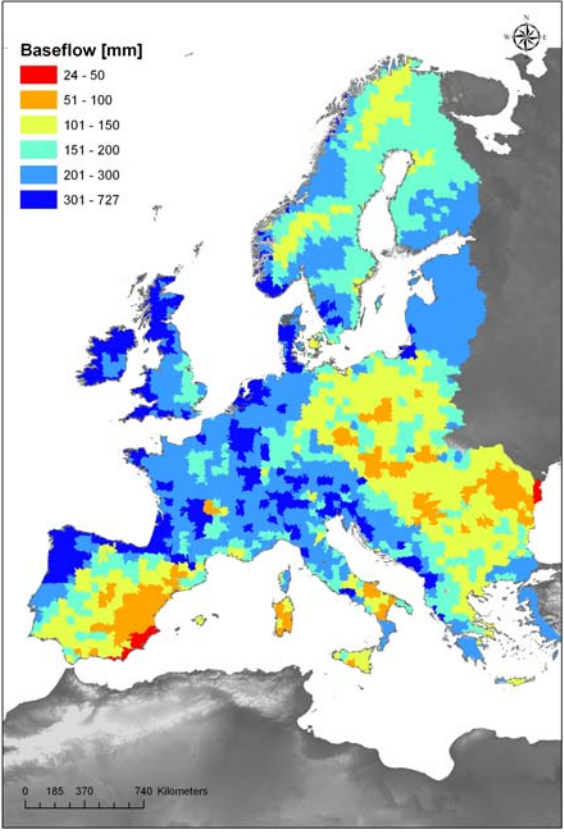 N
W E
S
Baseflow [mm]
24 - 50
51 - 100
101 - 150
151 - 200
201 - 300
301 - 727
0 185 370 740 Kilometers